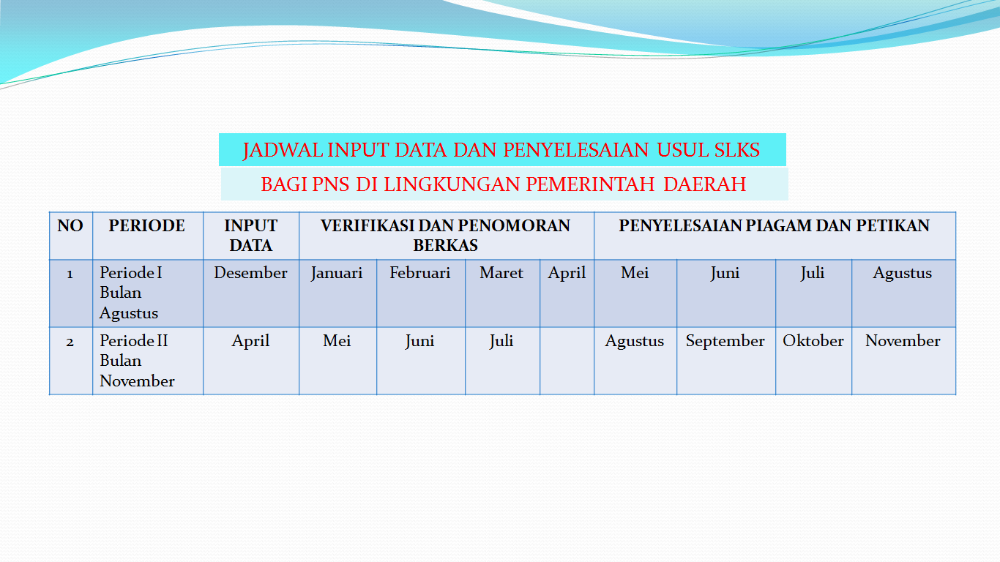 JADWAL INPUT DATA DAN PENYELESAIAN USUL SLKS
BAGI PNS DI LINGKUNGAN PEMERINTAH DAERAH
NO PERIODE INPUT DATA VERIFIKASI DAN PENOMORAN BERKAS PENYELESAIAN PIAGAM DAN PETIKAN
1 Periode I Bulan Agustus Desember Januari Februari Maret April Mei Juni Juli Agustus
2 Periode II Bulan November April Mei Juni Juli Agustus September Oktober November